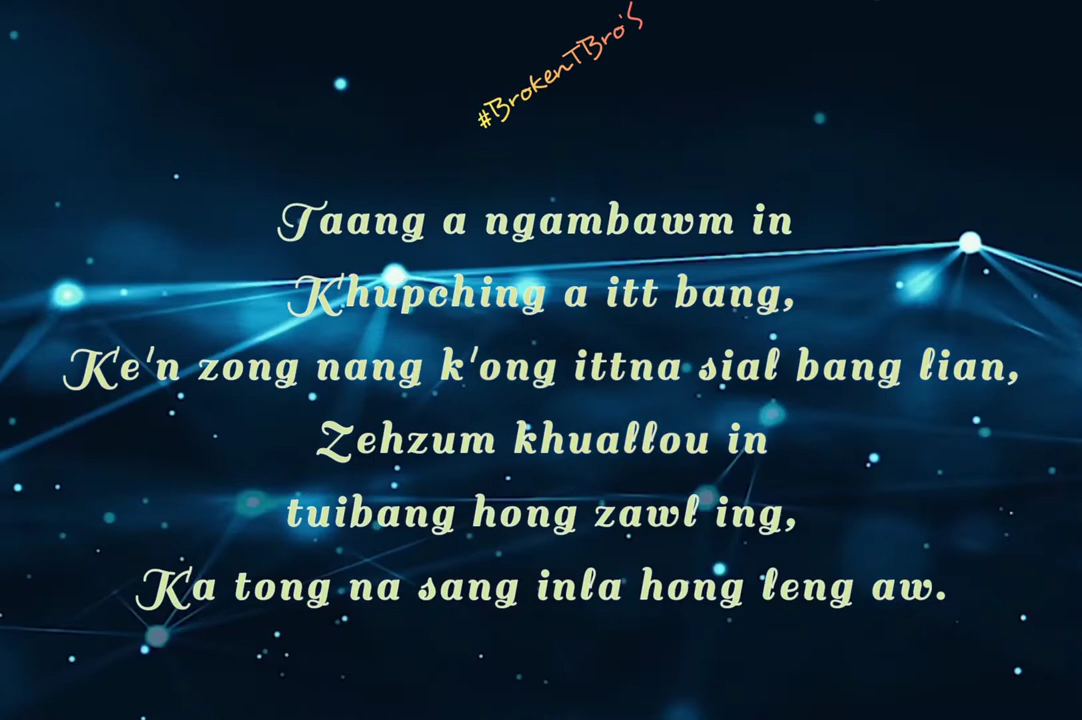 #BrokenTBro's
Taang a ngambawm in
Khupching a itt bang,
Ke'n zong nang k'ong ittna sial bang lian,
Zehzum khuallou in
tuibang hong zawl ing,
Ka tong na sang inla hong leng aw.